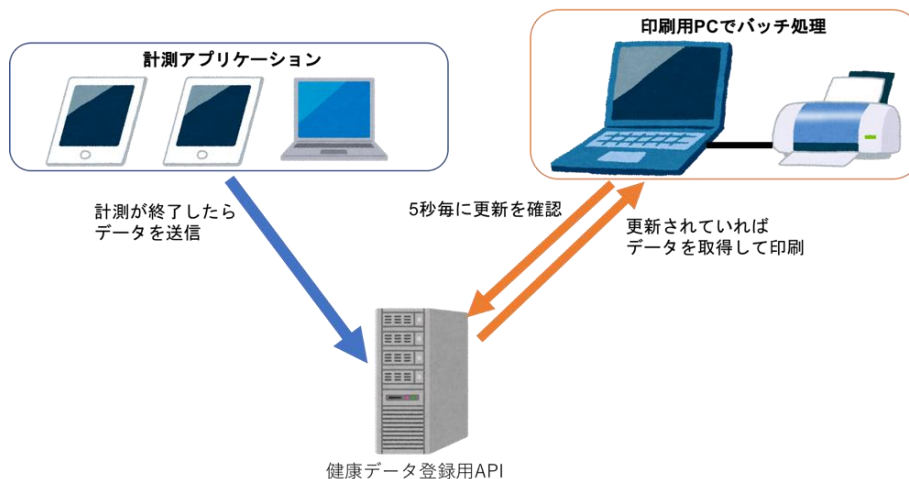 計測アプリケーション
印刷用PCでバッチ処理
計測が終了したら
データを送信
5秒毎に更新を確認
更新されていれば
データを取得して印刷
健康データ登録用API